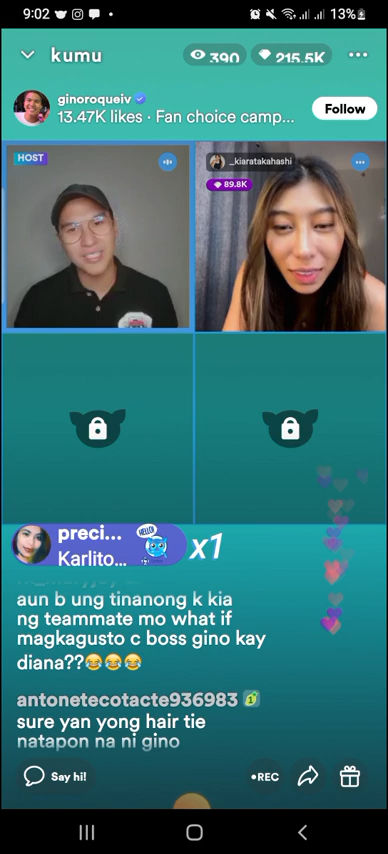 9:02
13%
kumu
390
215.5K
ginoroqueiv
13.47K likes · Fan choice camp...
Follow
HOST
_kiaratakahashi
89.8K
preci...
HELLO!
Karlito...
x1
aun b ung tinanong k kia
ng teammate mo what if
magkagusto c boss gino kay
diana??😂😂😂
antonetecotacte936983 1
sure yan yong hair tie
natapon na ni gino
Say hi!
•REC